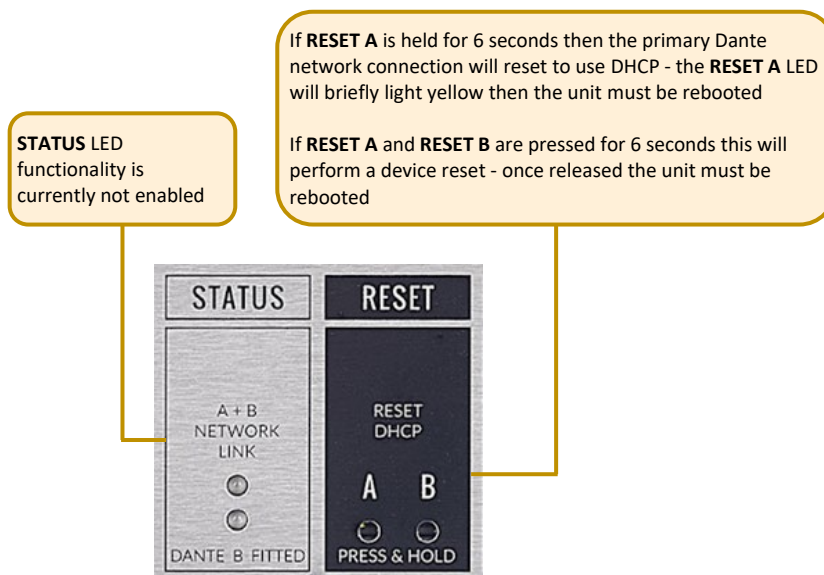 If RESET A is held for 6 seconds then the primary Dante
network connection will reset to use DHCP - the RESET A LED
will briefly light yellow then the unit must be rebooted
If RESET A and RESET B are pressed for 6 seconds this will
perform a device reset - once released the unit must be
rebooted
STATUS LED
functionality is
currently not enabled
STATUS
A + B
NETWORK
LINK
DANTE B FITTED
RESET
RESET
DHCP
A B
PRESS & HOLD